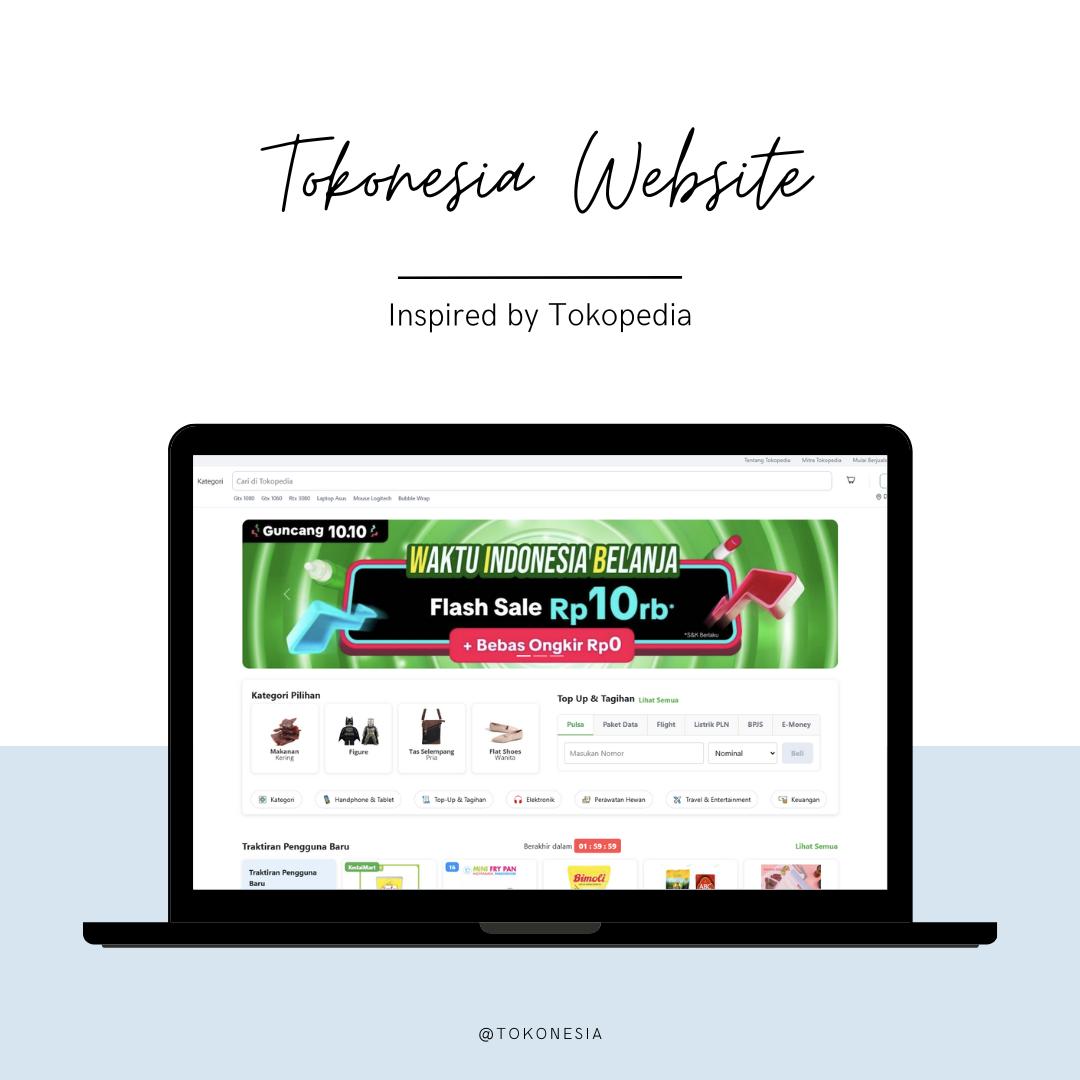 Tokonesia Website
Inspired by Tokopedia
Tentang Tokopedia Mitra Tokopedia Mulai Berjuala
Kategori Cari di Tokopedia
Gtx 1080 Gtx 1060 Rtx 3080 Laptop Asus Mouse Logitech Bubble Wrap
Guncang 10.10
WAKTU INDONESIA BELANJA
Flash Sale Rp10rb*
*S&K Berlaku
+ Bebas Ongkir Rp0
Kategori Pilihan
Top Up & Tagihan Lihat Semua
Pulsa Paket Data Flight Listrik PLN BPJS E-Money
Masukan Nomor Nominal Beli
Makanan Figure Tas Selempang Flat Shoes
Kering Pria Wanita
Kategori Handphone & Tablet Top-Up & Tagihan Elektronik Perawatan Hewan Travel & Entertainment Keuangan
Traktiran Pengguna Baru Berakhir dalam 01 : 59 : 59 Lihat Semua
Traktiran Pengguna
Baru
KedaiMart
16 MINI FRY PAN
Bimoli
ABC
@TOKONESIA